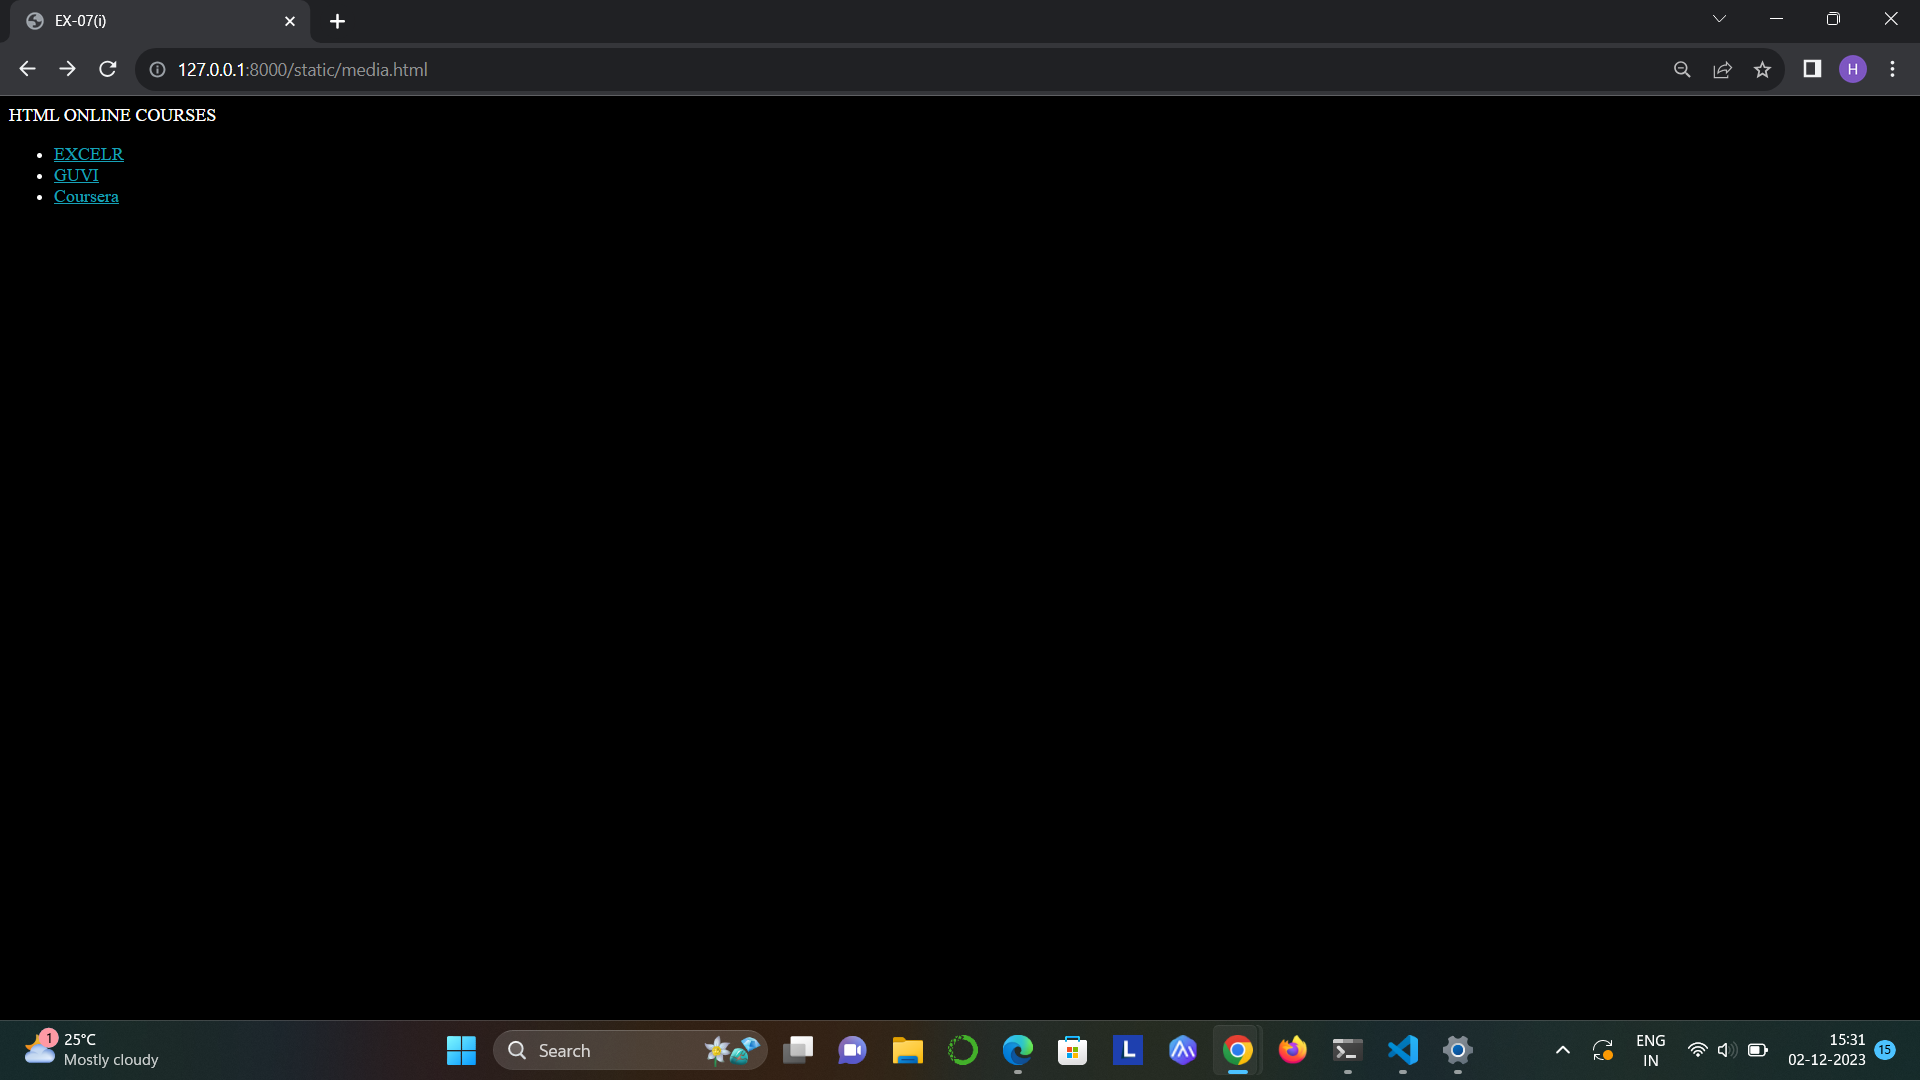 EX-07(i)
127.0.0.1:8000/static/media.html
H
HTML ONLINE COURSES
EXCELR
GUVI
Coursera
1
25°C
Mostly cloudy
Search
L
ENG
IN
15:31
02-12-2023
15